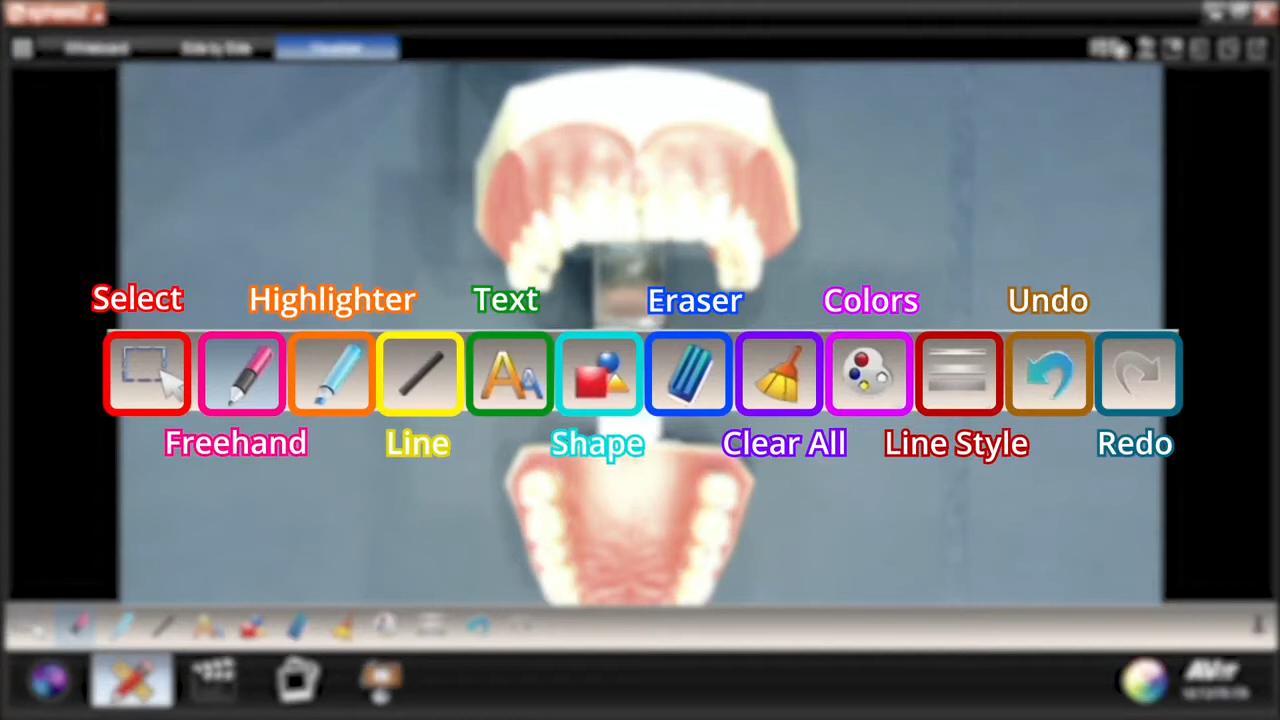 Select
Highlighter
Text
Eraser
Colors
Undo
Freehand
Line
Shape
Clear All
Line Style
Redo